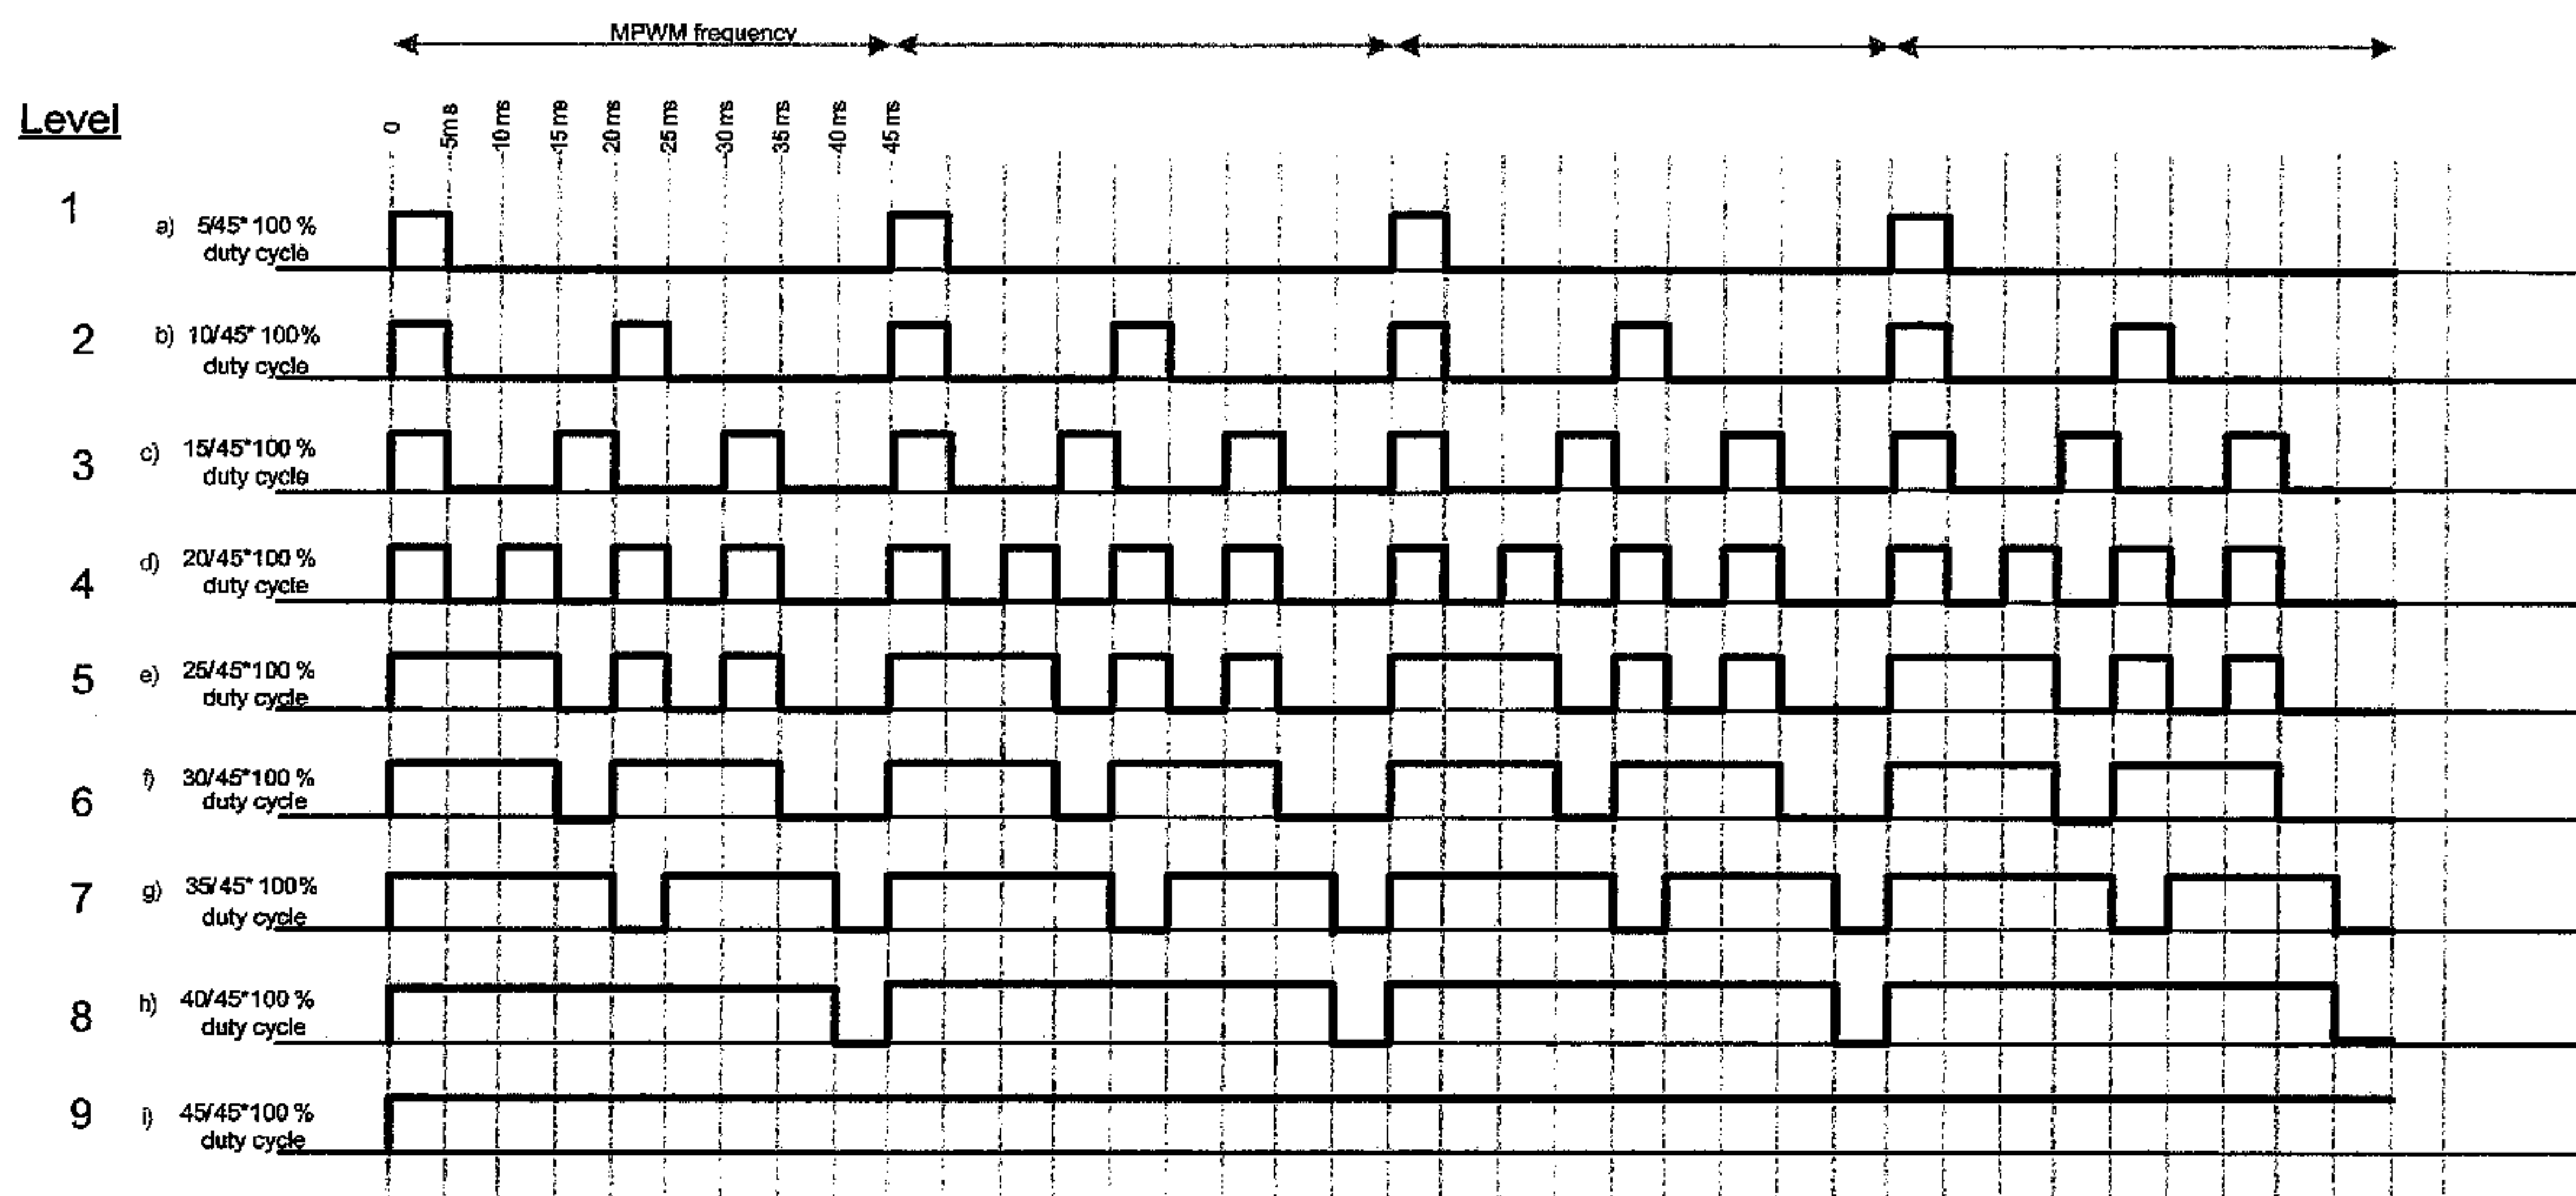 MPWM frequency
Level
0
5ms
10 ms
15 ms
20 ms
25 ms
30 ms
35 ms
40 ms
45 ms
1
a) 5/45*100 %
duty cycle
2
b) 10/45*100%
duty cycle
3
c) 15/45*100 %
duty cycle
4
d) 20/45*100 %
duty cycle
5
e) 25/45*100 %
duty cycle
6
f) 30/45*100 %
duty cycle
7
g) 35/45*100%
duty cycle
8
h) 40/45*100 %
duty cycle
9
i) 45/45*100 %
duty cycle